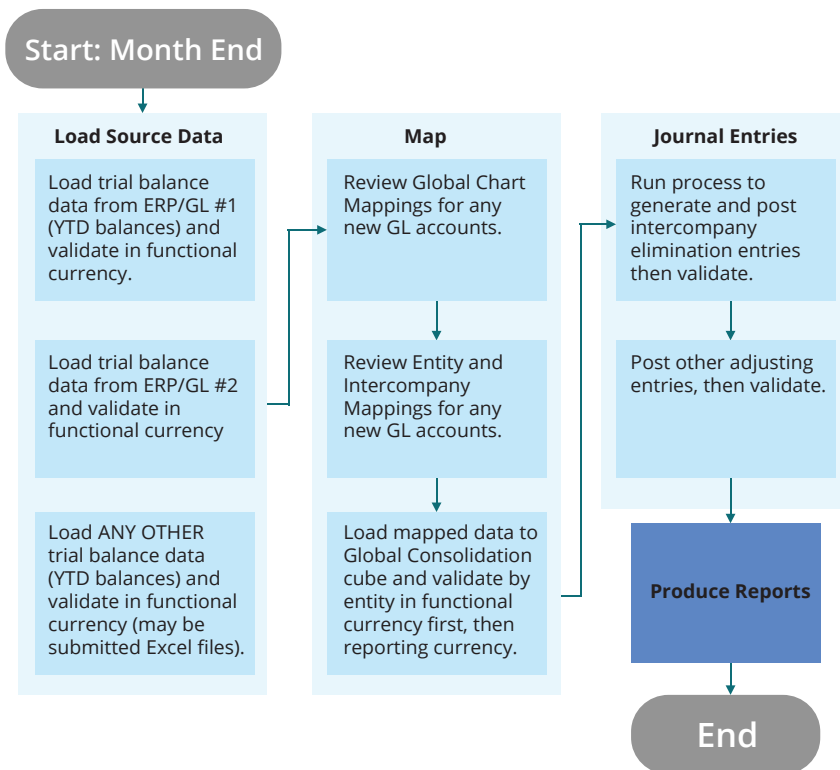 Start: Month End
Load Source Data
Load trial balance
data from ERP/GL #1
(YTD balances) and
validate in functional
currency.
Load trial balance
data from ERP/GL #2
and validate in
functional currency
Load ANY OTHER
trial balance data
(YTD balances) and
validate in functional
currency (may be
submitted Excel files).
Map
Review Global Chart
Mappings for any
new GL accounts.
Review Entity and
Intercompany
Mappings for any
new GL accounts.
Load mapped data to
Global Consolidation
cube and validate by
entity in functional
currency first, then
reporting currency.
Journal Entries
Run process to
generate and post
intercompany
elimination entries
then validate.
Post other adjusting
entries, then validate.
Produce Reports
End